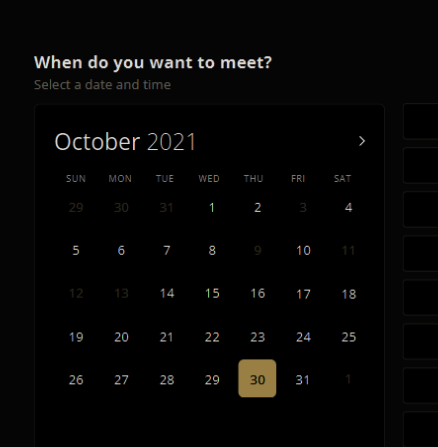 When do you want to meet?
Select a date and time
October 2021
SUN MON TUE WED THU FRI SAT
29 30 31 1 2 3 4
5 6 7 8 9 10 11
12 13 14 15 16 17 18
19 20 21 22 23 24 25
26 27 28 29 30 31 1